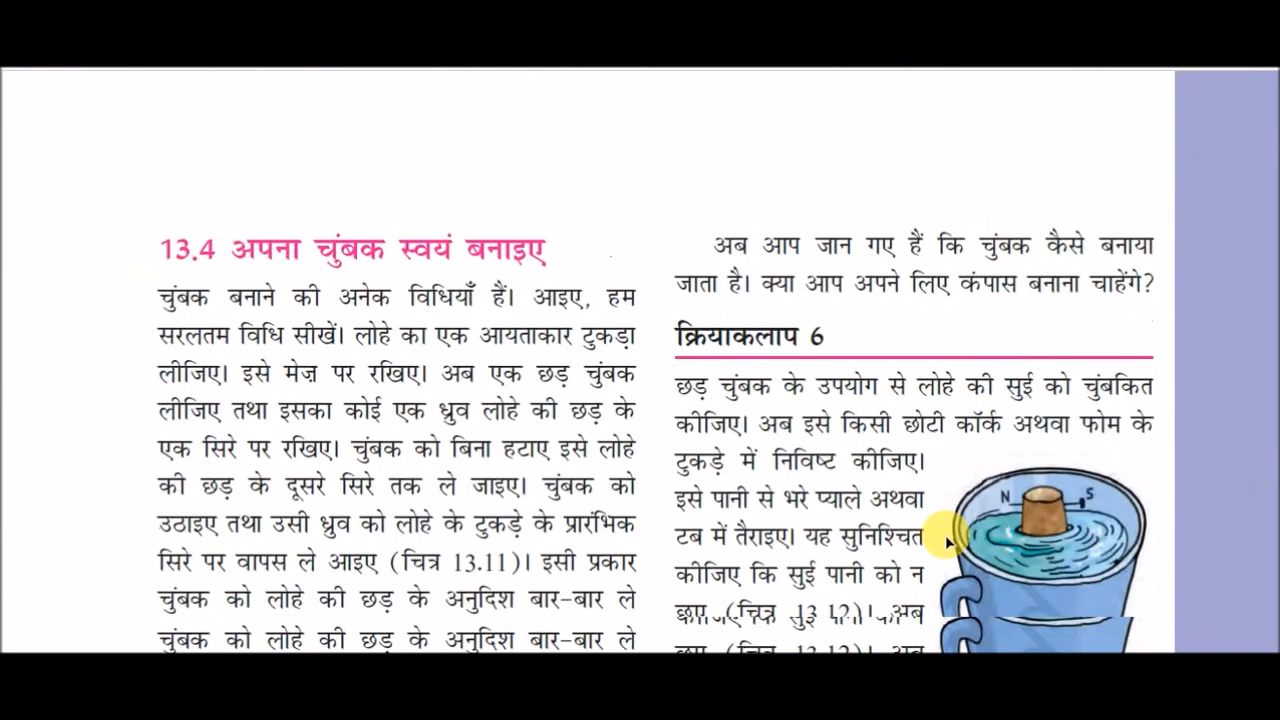 13.4 अपना चुंबक स्वयं बनाइए
चुंबक बनाने की अनेक विधियाँ हैं। आइए, हम
सरलतम विधि सीखें। लोहे का एक आयताकार टुकड़ा
लीजिए। इसे मेज़ पर रखिए। अब एक छड़ चुंबक
लीजिए तथा इसका कोई एक ध्रुव लोहे की छड़ के
एक सिरे पर रखिए। चुंबक को बिना हटाए इसे लोहे
की छड़ के दूसरे सिरे तक ले जाइए। चुंबक को
उठाइए तथा उसी ध्रुव को लोहे के टुकड़े के प्रारंभिक
सिरे पर वापस ले आइए (चित्र 13.11)। इसी प्रकार
चुंबक को लोहे की छड़ के अनुदिश बार-बार ले
चुंबक को लोहे की छड़ के अनुदिश बार-बार ले
अब आप जान गए हैं कि चुंबक कैसे बनाया
जाता है। क्या आप अपने लिए कंपास बनाना चाहेंगे?
क्रियाकलाप 6
छड़ चुंबक के उपयोग से लोहे की सुई को चुंबकित
कीजिए। अब इसे किसी छोटी कॉर्क अथवा फोम के
टुकड़े में निविष्ट कीजिए।
इसे पानी से भरे प्याले अथवा
टब में तैराइए। यह सुनिश्चित
कीजिए कि सुई पानी को न
N S